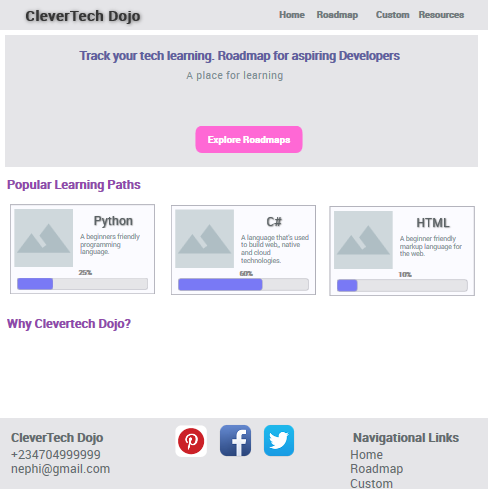 CleverTech Dojo
Home Roadmap Custom Resources
Track your tech learning. Roadmap for aspiring Developers
A place for learning
Explore Roadmaps
Popular Learning Paths
Python
A beginners friendly
programming
language.
25%
C#
A language that's used
to build web,, native
and cloud
technologies.
60%
HTML
A beginner friendly
markup language for
the web.
10%
Why Clevertech Dojo?
CleverTech Dojo
+234704999999
nephi@gmail.com
Navigational Links
Home
Roadmap
Custom